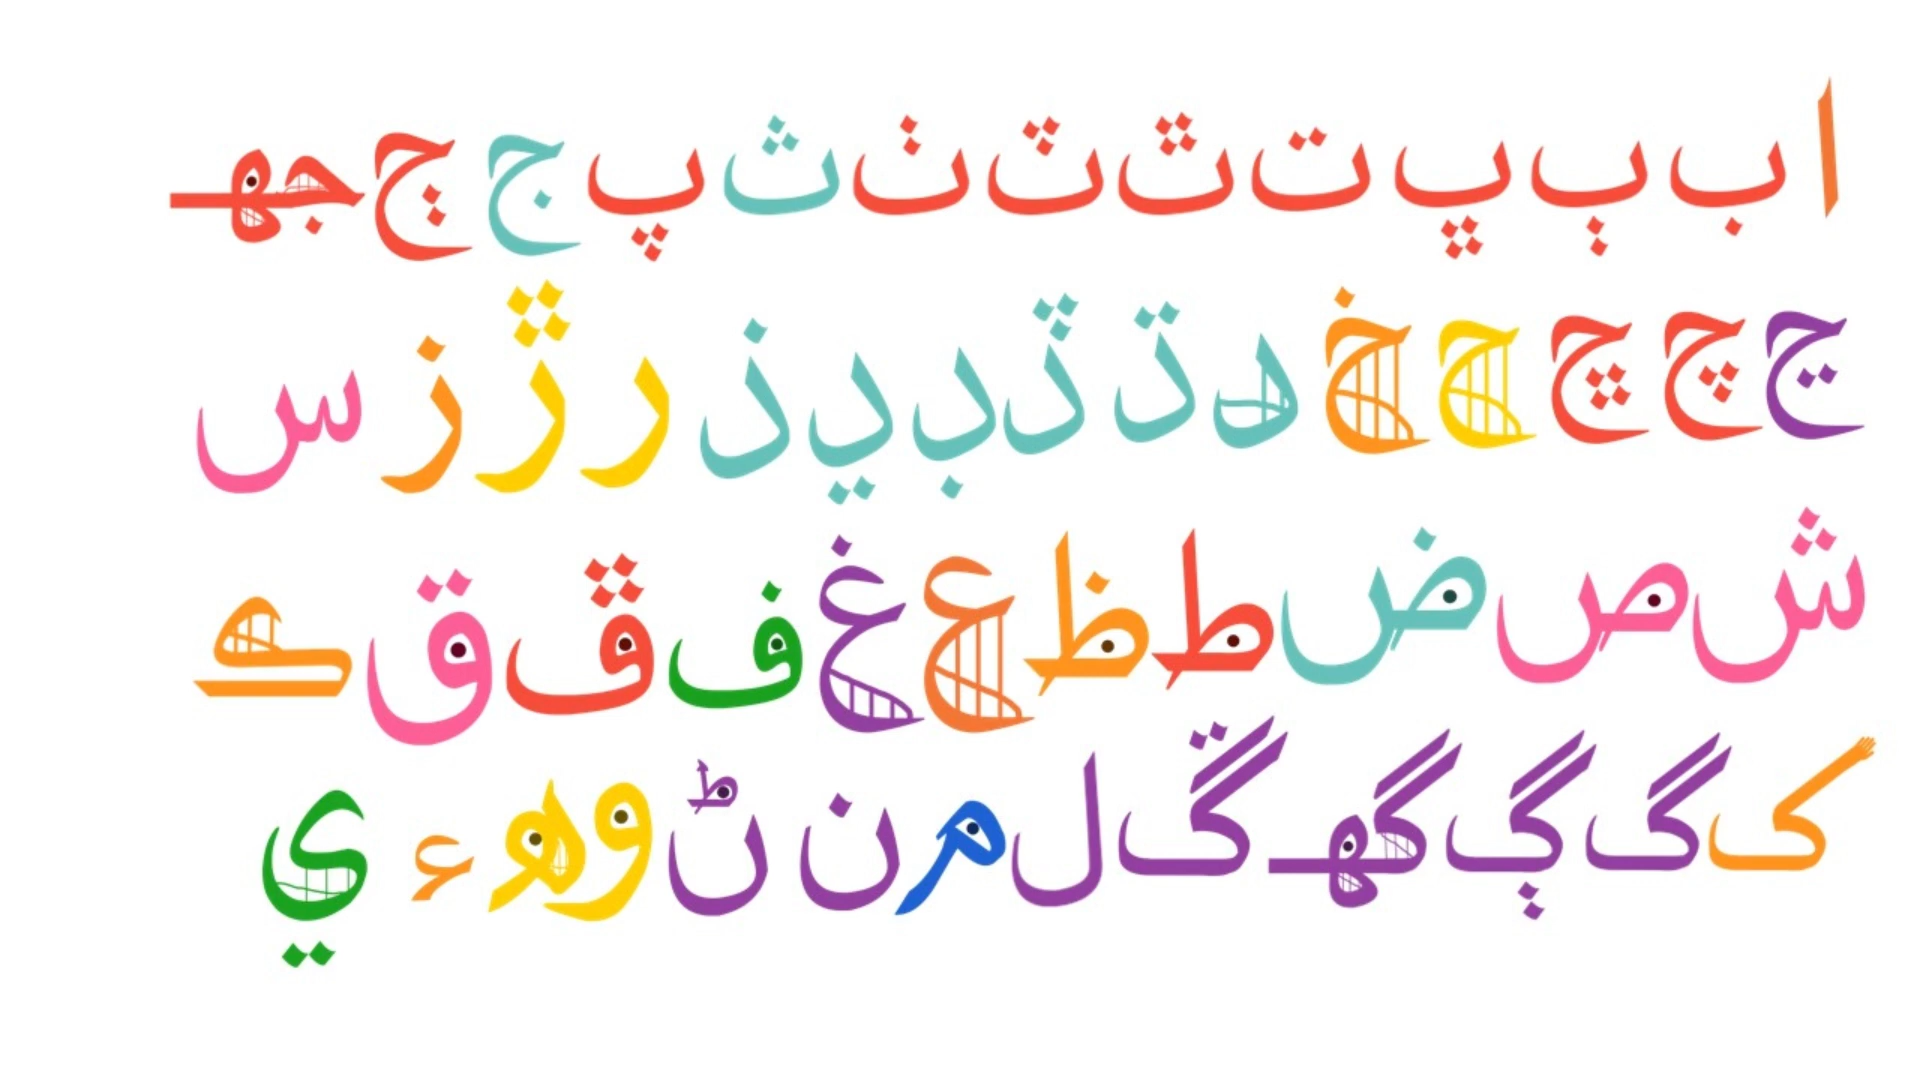 ا ب ٻ ڀ ت ٿ ٽ ٺ ث پ ج ڄ جھ
ڃ چ ڇ ح خ د ڌ ڏ ڊ ڍ ذ ر ڙ ز س
ش ص ض ط ظ ع غ ف ڦ ق ڪ
ک گ ڳ گھ ڱ ل م ن ڻ و ھ ء ي